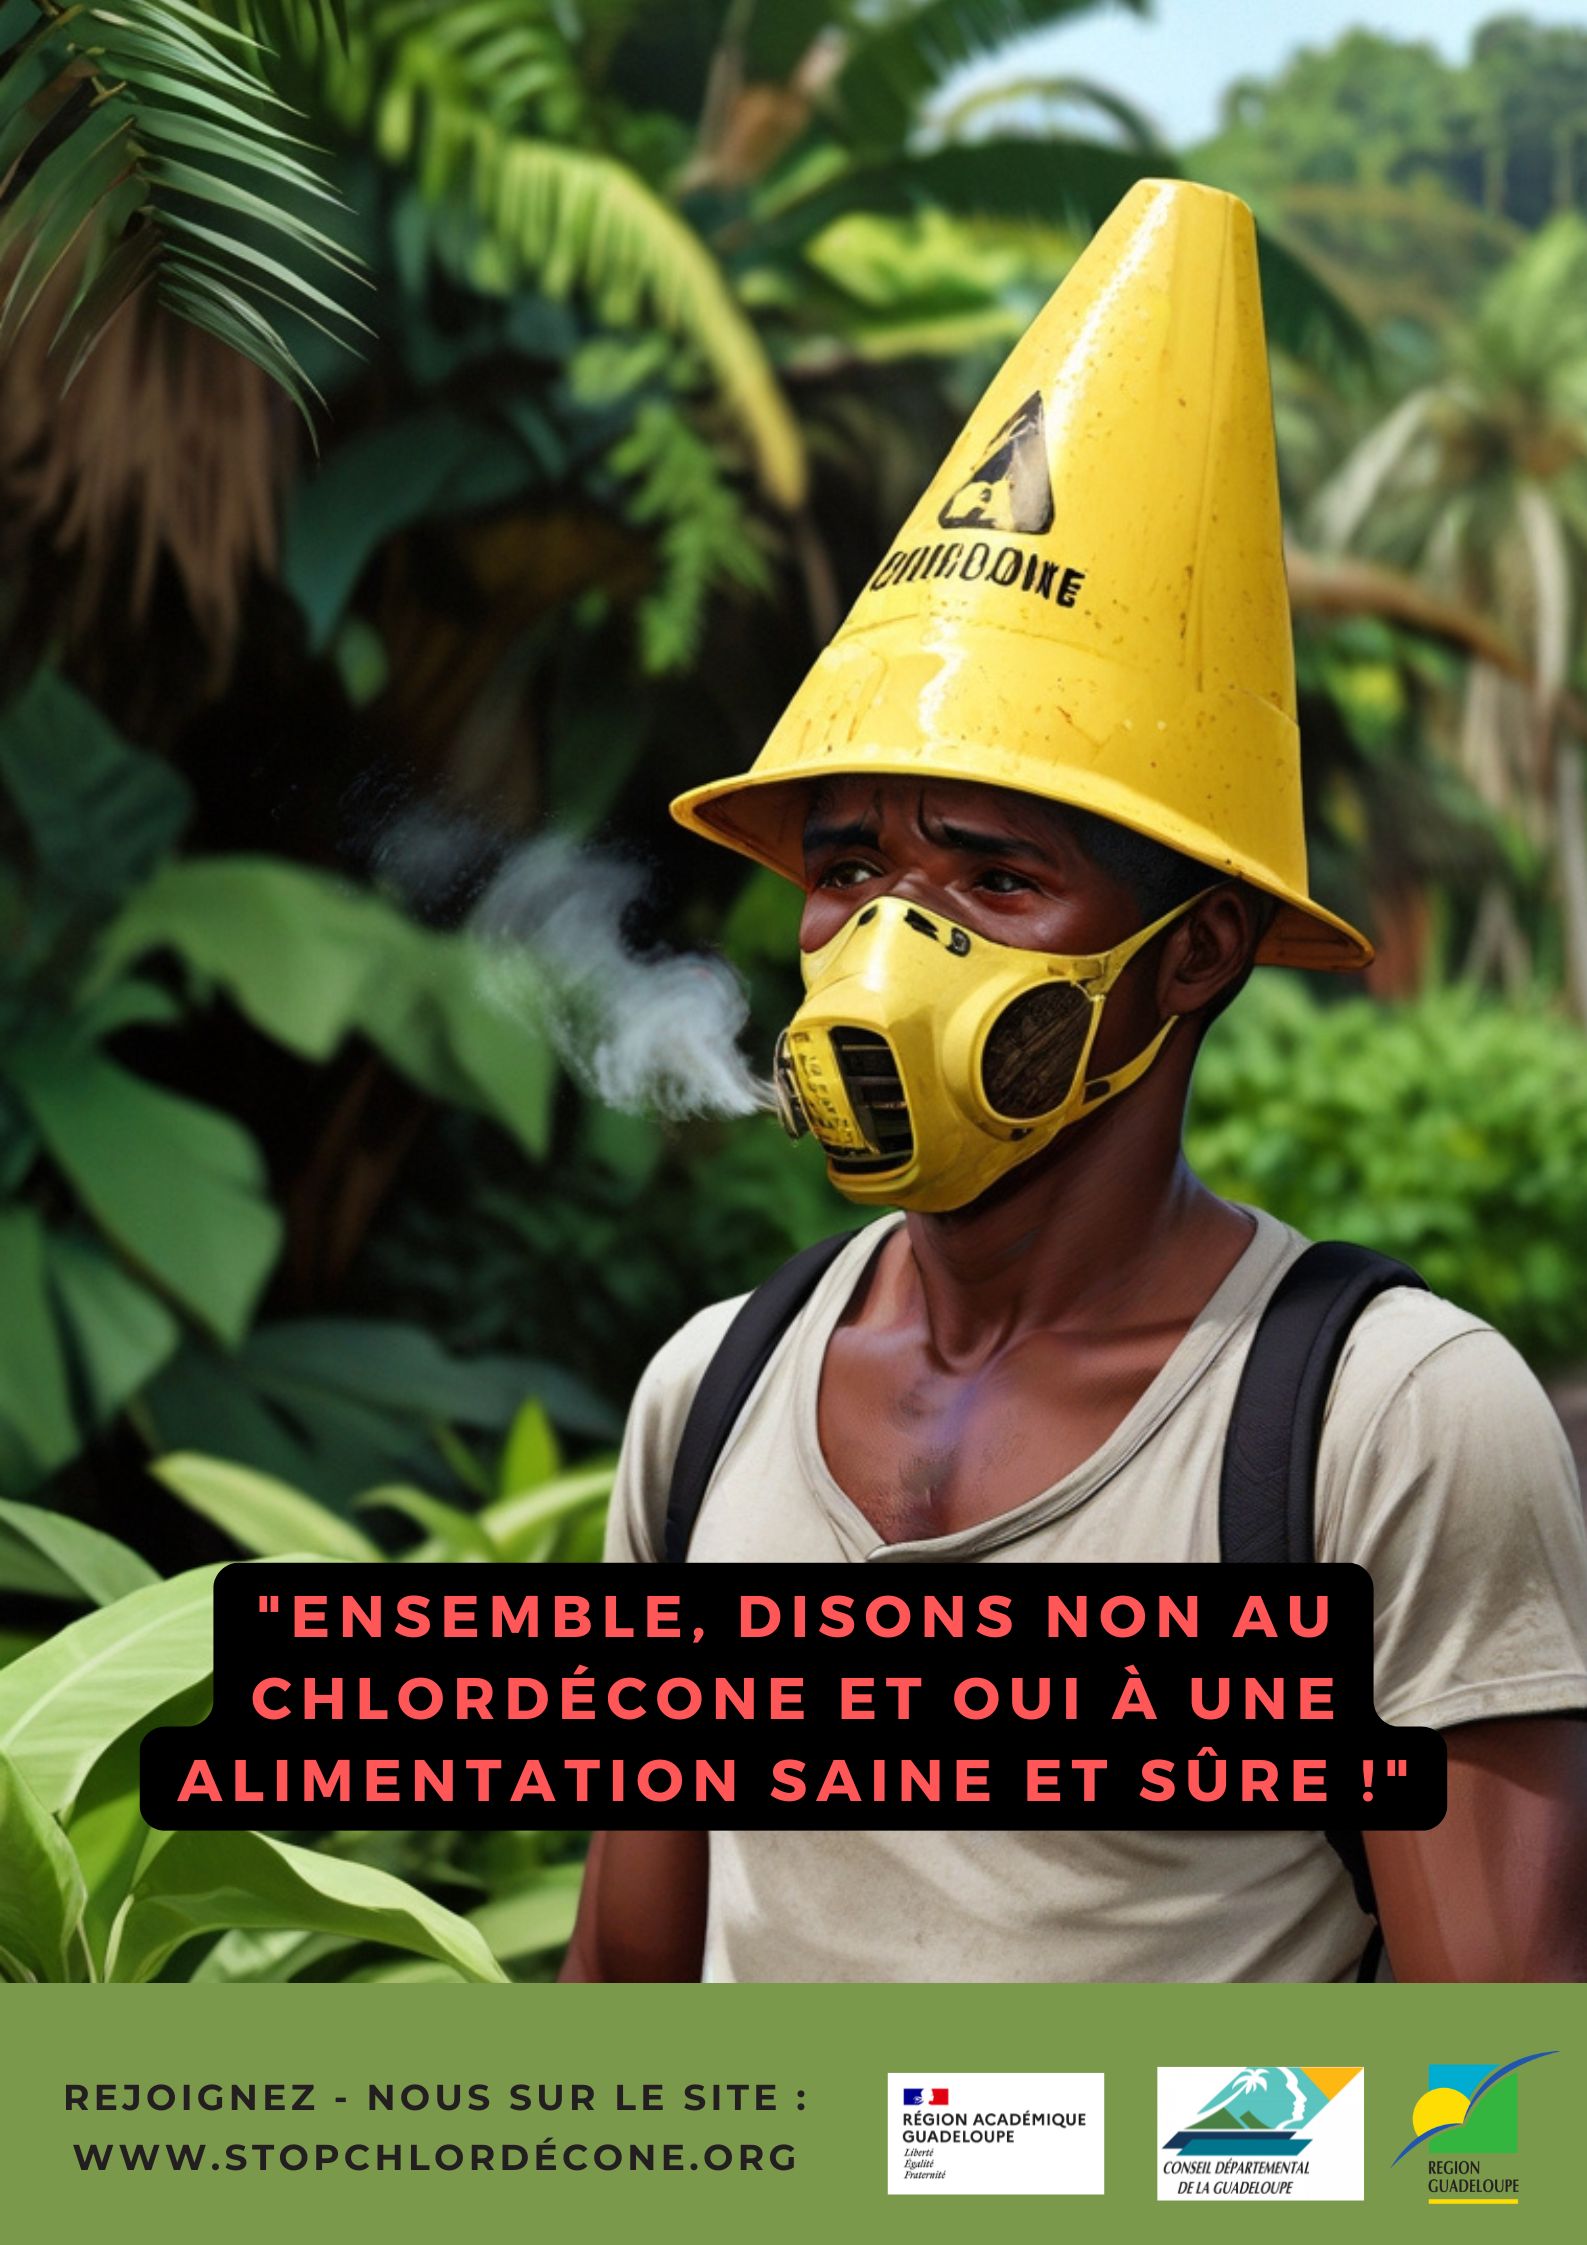 "ENSEMBLE, DISONS NON AU
CHLORDÉCONE ET OUI À UNE
ALIMENTATION SAINE ET SÛRE !"
REJOIGNEZ - NOUS SUR LE SITE :
WWW.STOPCHLORDÉCONE.ORG
RÉGION ACADÉMIQUE
GUADELOUPE
Liberté
Égalité
Fraternité
CONSEIL DÉPARTEMENTAL
DE LA GUADELOUPE
REGION
GUADELOUPE